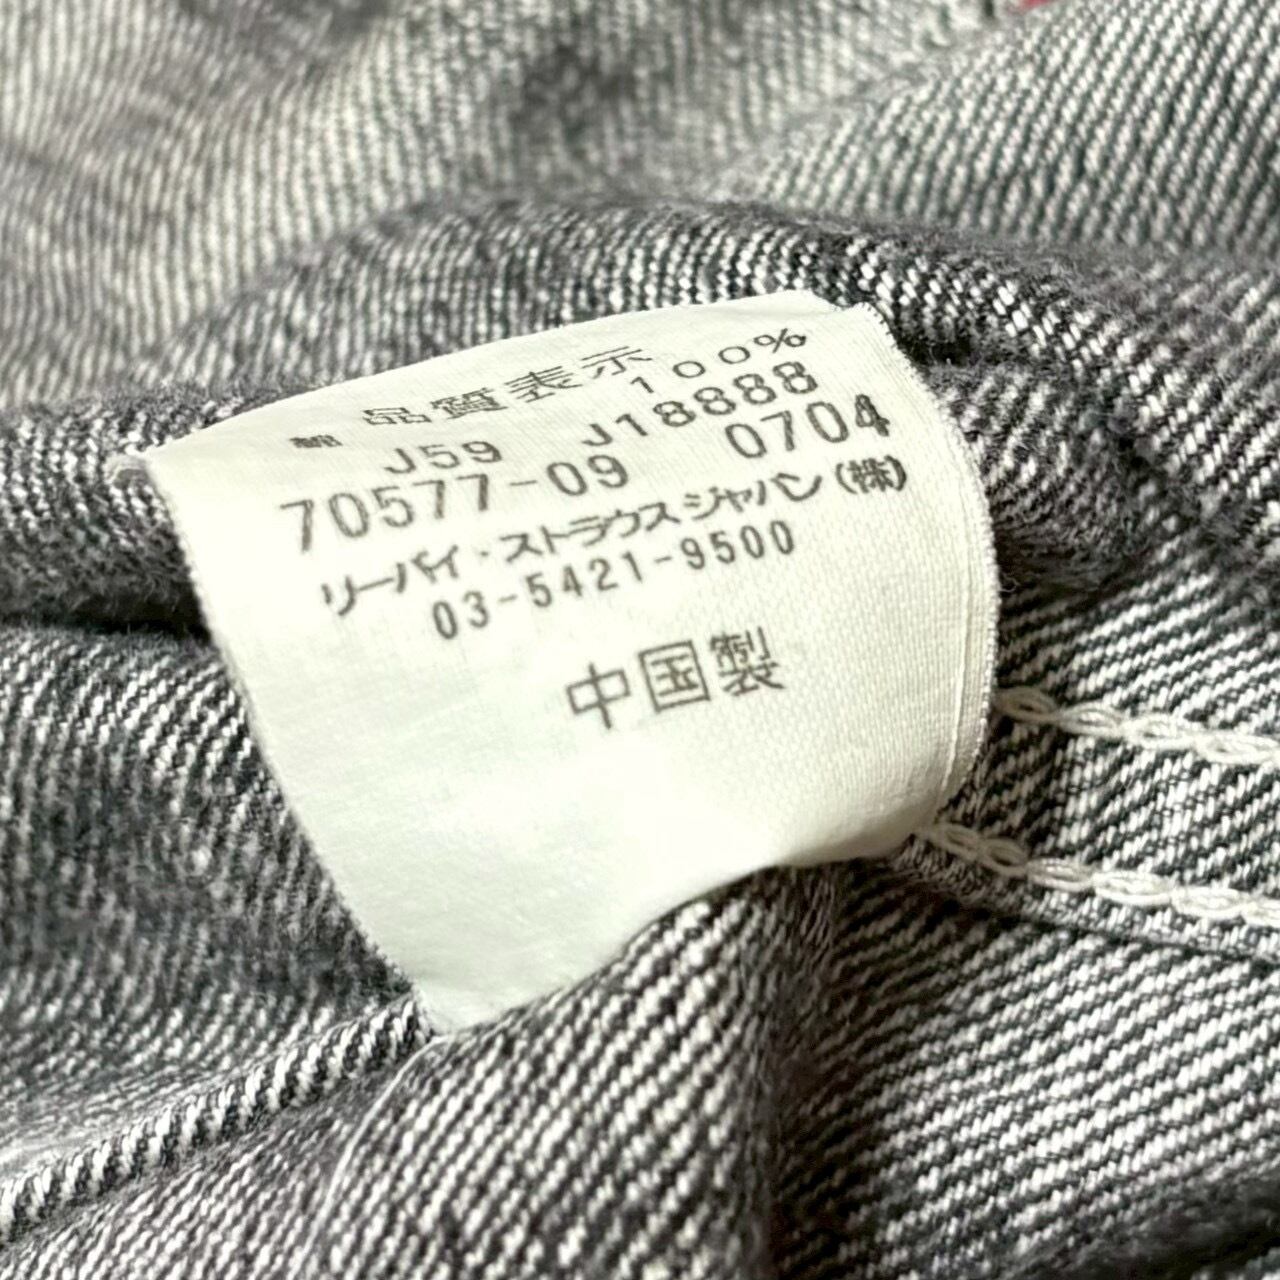 品質表示
綿 100%
J59 J18888
70577-09 0704
リーバイ・ストラウスジャパン(株)
03-5421-9500
中国製